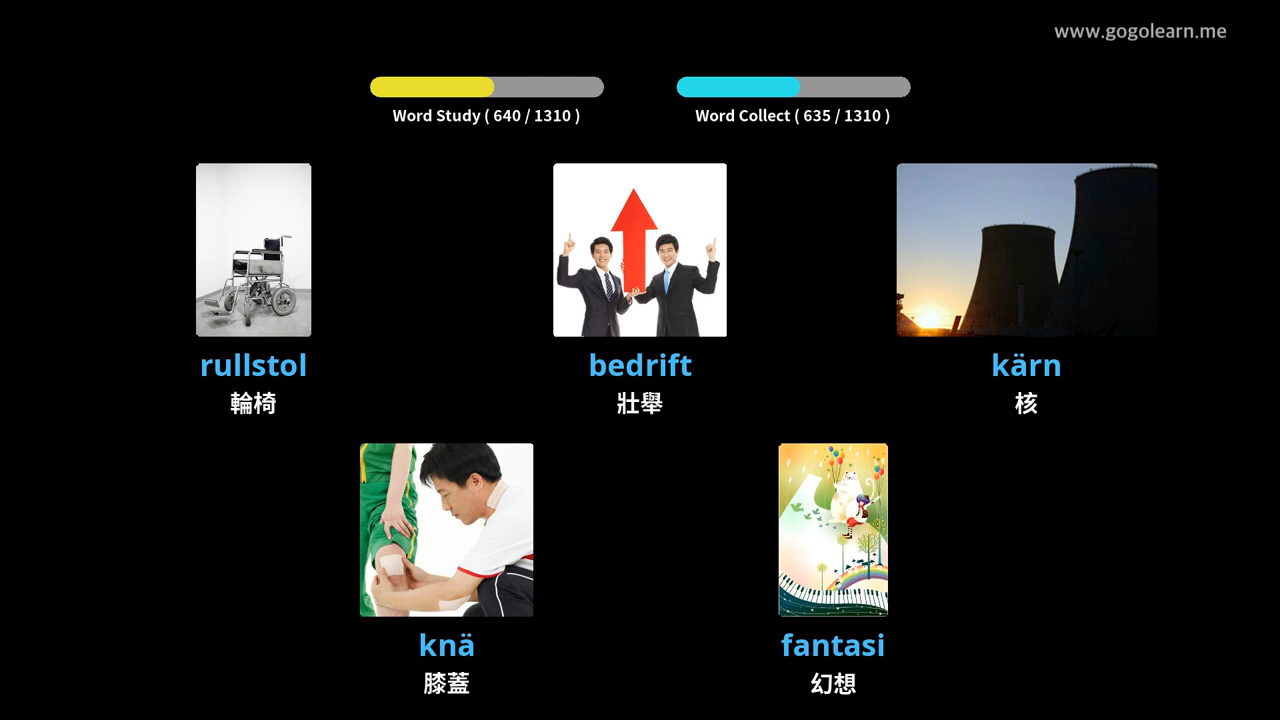 www.gogolearn.me
Word Study ( 640 / 1310 )
Word Collect ( 635 / 1310 )
rullstol
輪椅
bedrift
壯舉
kärn
核
knä
膝蓋
fantasi
幻想